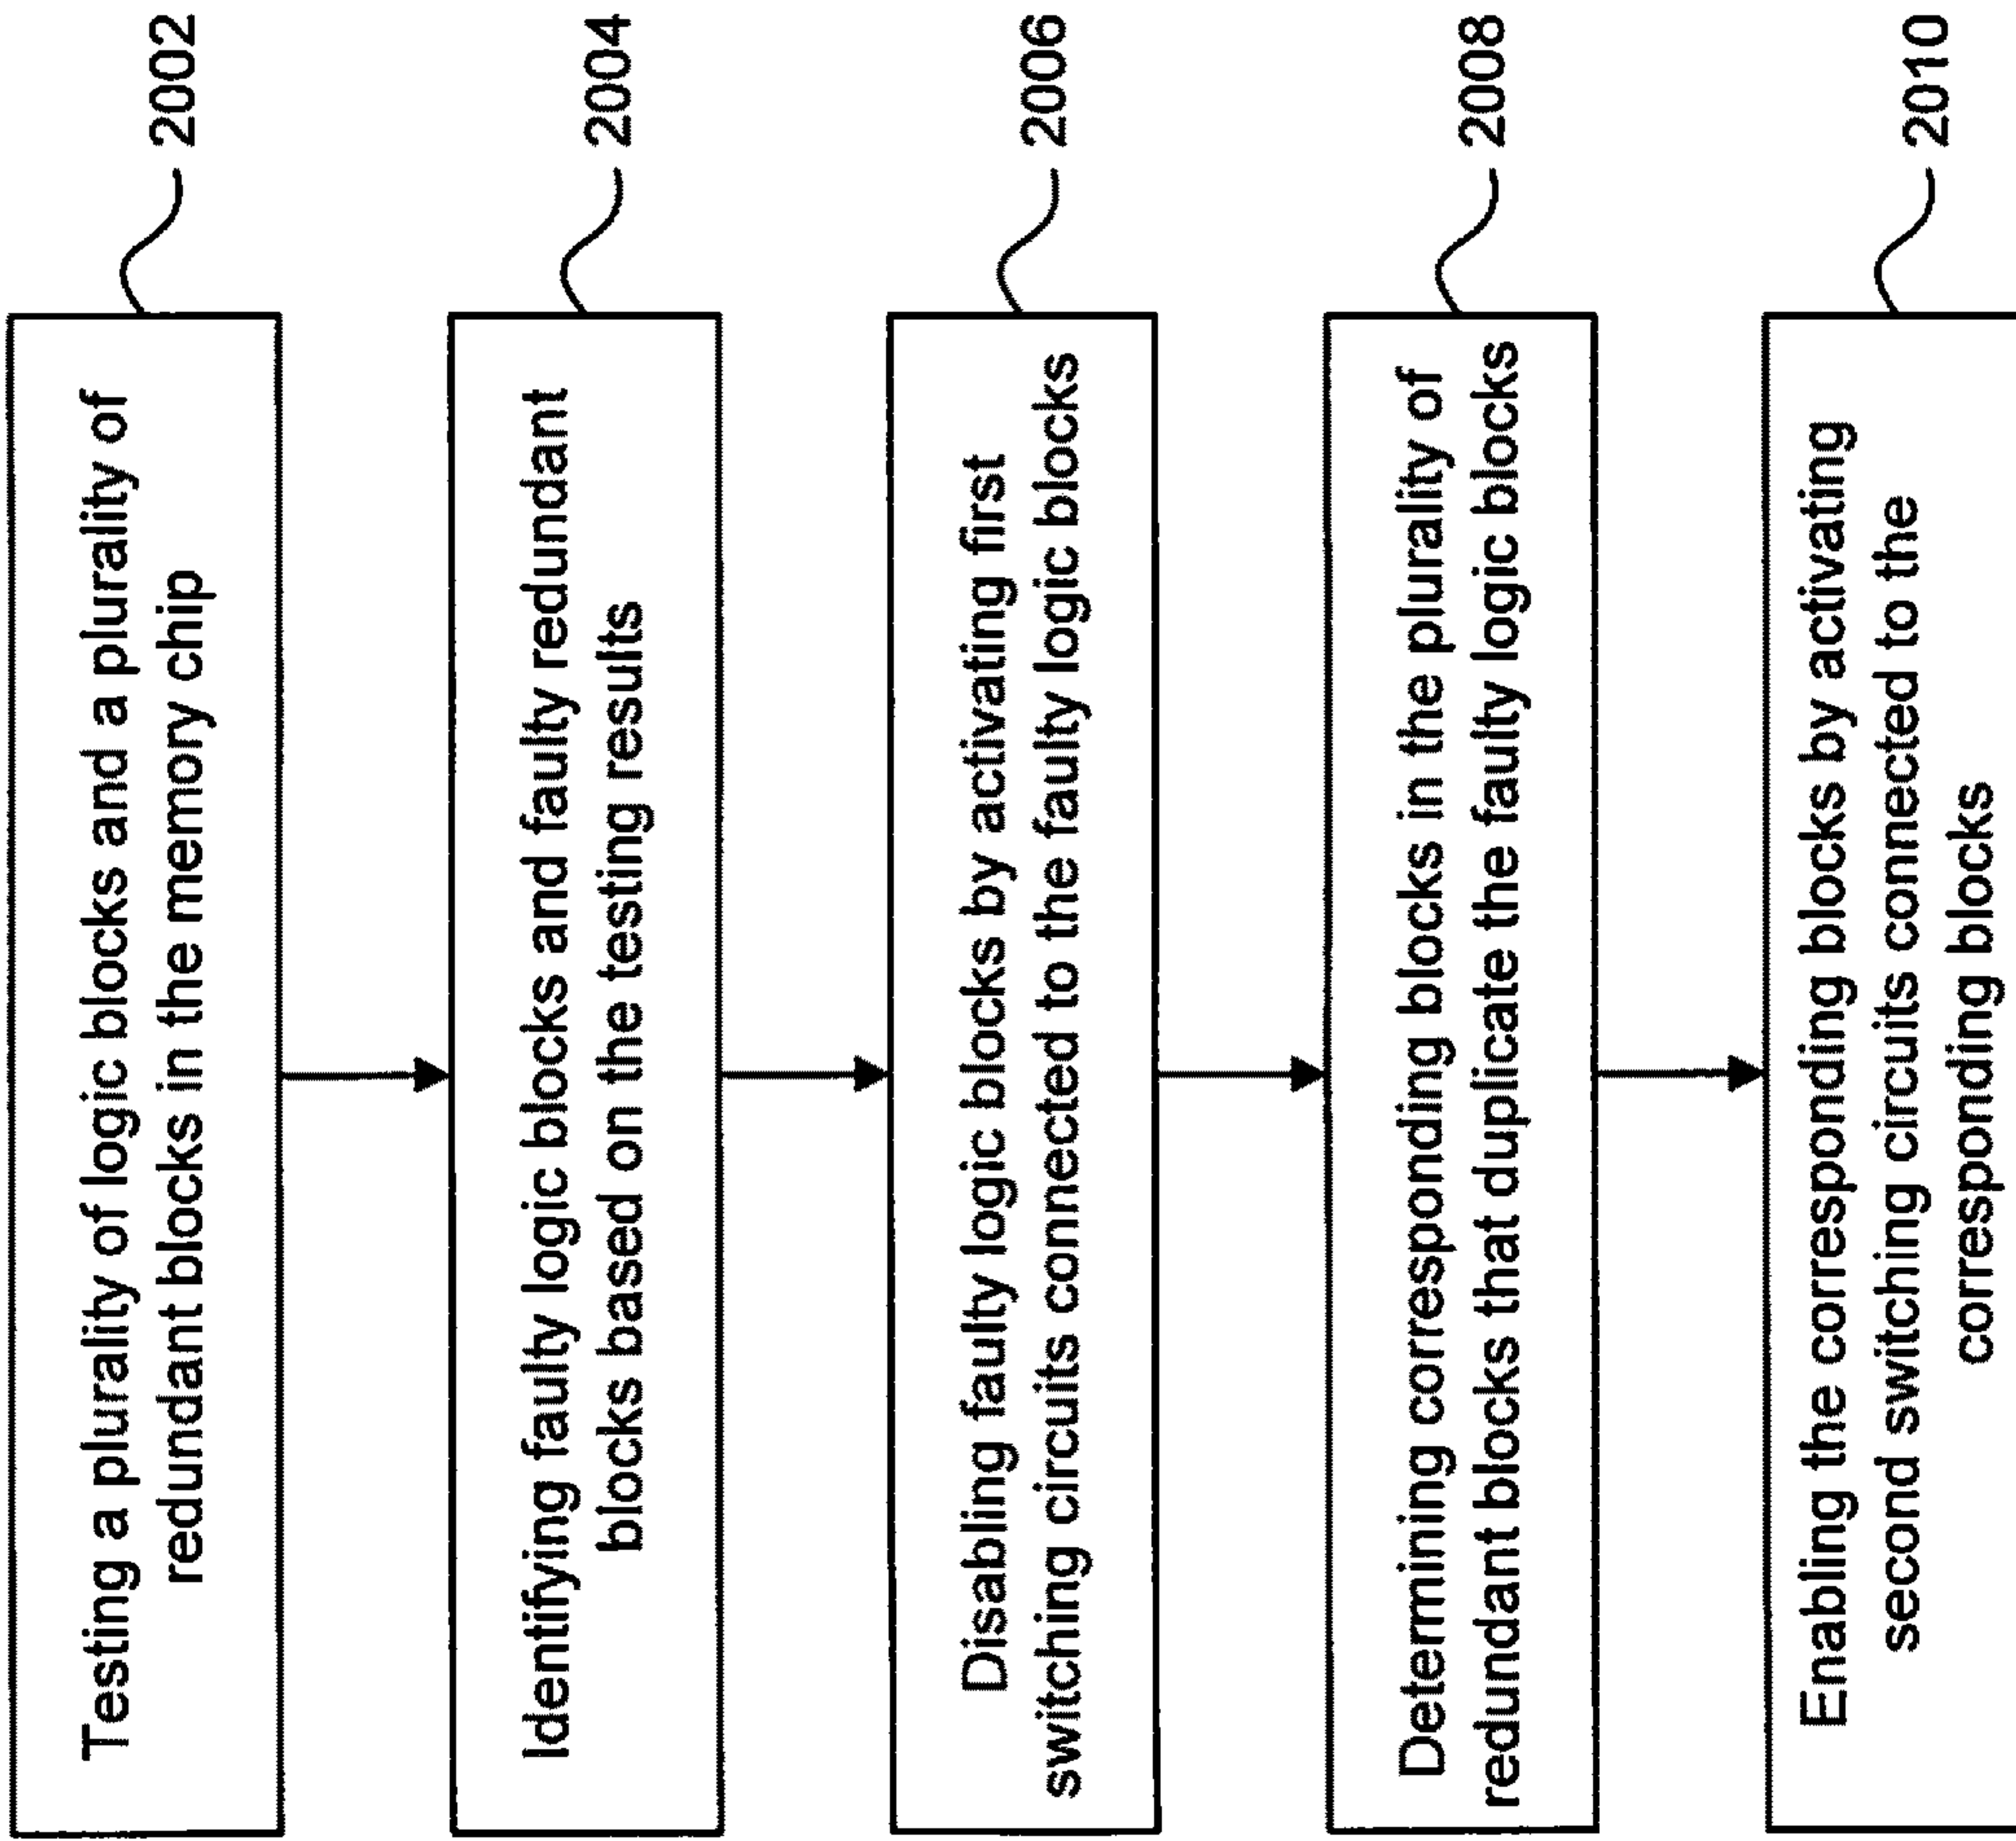 Testing a plurality of logic blocks and a plurality of
redundant blocks in the memory chip
2002
Identifying faulty logic blocks and faulty redundant
blocks based on the testing results
2004
Disabling faulty logic blocks by activating first
switching circuits connected to the faulty logic blocks
2006
Determining corresponding blocks in the plurality of
redundant blocks that duplicate the faulty logic blocks
2008
Enabling the corresponding blocks by activating
second switching circuits connected to the
corresponding blocks
2010